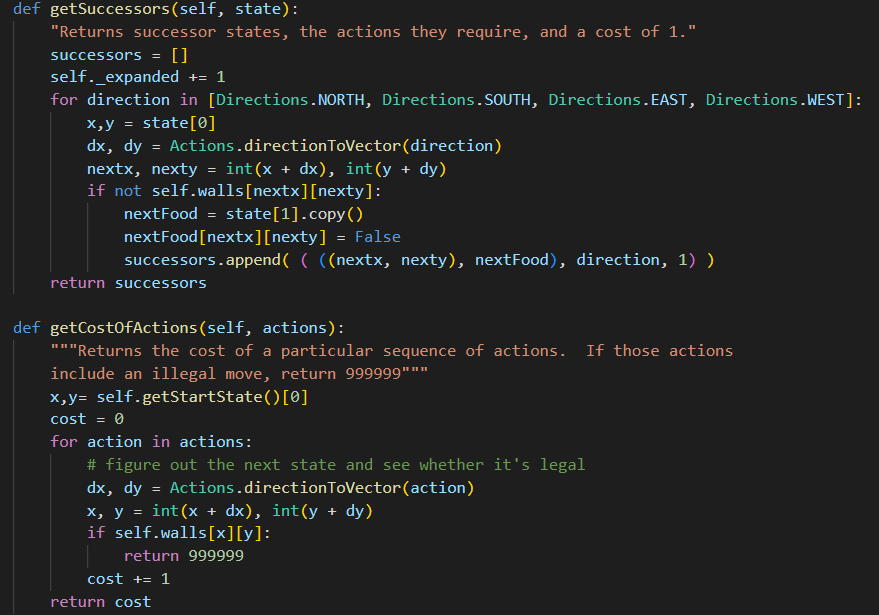 def getSuccessors(self, state):
    "Returns successor states, the actions they require, and a cost of 1."
    successors = []
    self._expanded += 1
    for direction in [Directions.NORTH, Directions.SOUTH, Directions.EAST, Directions.WEST]:
        x,y = state[0]
        dx, dy = Actions.directionToVector(direction)
        nextx, nexty = int(x + dx), int(y + dy)
        if not self.walls[nextx][nexty]:
            nextFood = state[1].copy()
            nextFood[nextx][nexty] = False
            successors.append( ( ((nextx, nexty), nextFood), direction, 1) )
    return successors

def getCostOfActions(self, actions):
    """Returns the cost of a particular sequence of actions.  If those actions
    include an illegal move, return 999999"""
    x,y= self.getStartState()[0]
    cost = 0
    for action in actions:
        # figure out the next state and see whether it's legal
        dx, dy = Actions.directionToVector(action)
        x, y = int(x + dx), int(y + dy)
        if self.walls[x][y]:
            return 999999
        cost += 1
    return cost